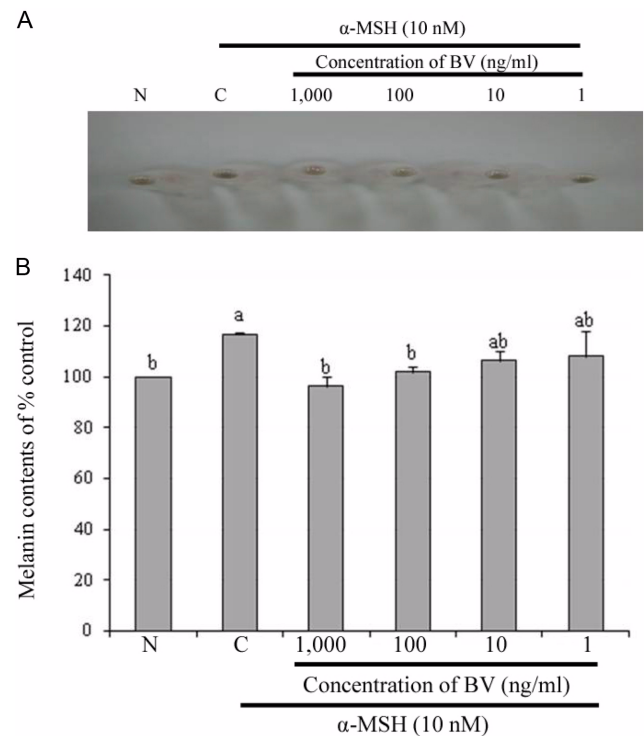 A
α-MSH (10 nM)
Concentration of BV (ng/ml)
N C 1,000 100 10 1
B
140
120
100
80
60
40
20
0
Melanin contents of % control
b a b b ab ab
N C 1,000 100 10 1
Concentration of BV (ng/ml)
α-MSH (10 nM)